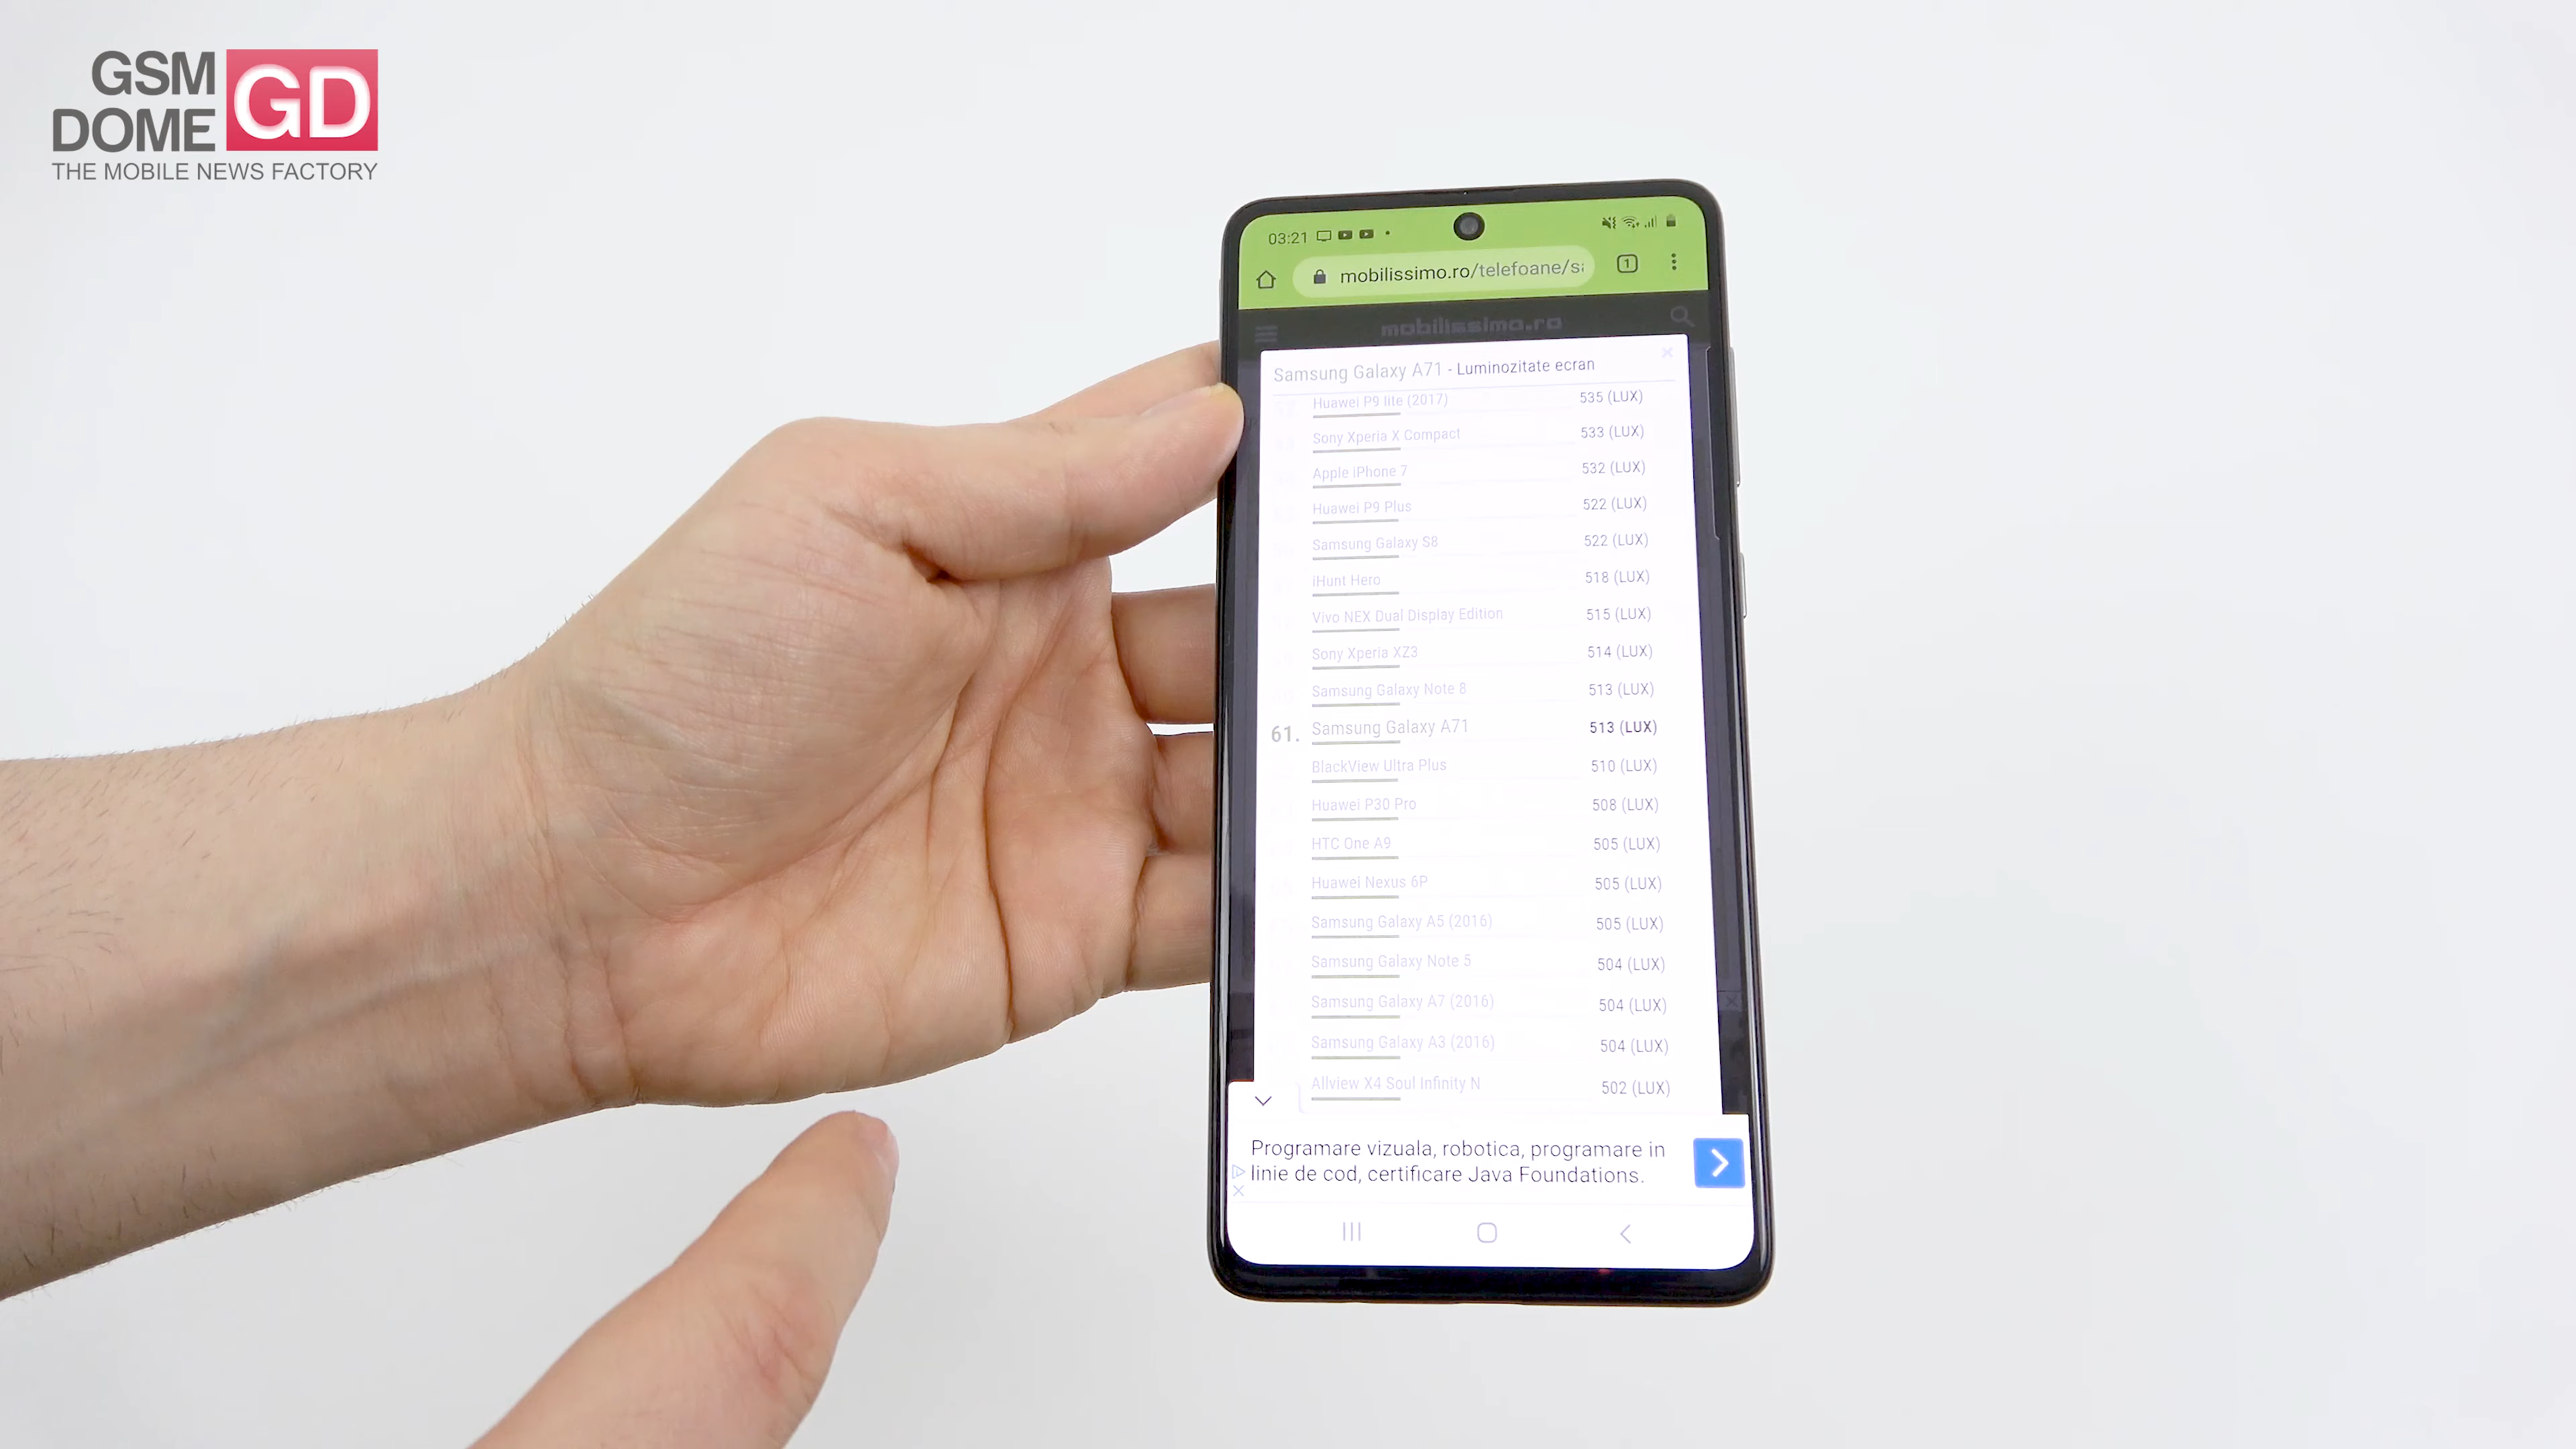 GSM
DOME GD
THE MOBILE NEWS FACTORY
03:21
mobilissimo.ro/telefoane/sa
1
mobilissimo.ro
Samsung Galaxy A71 - Luminozitate ecran
Huawei P9 lite (2017) 535 (LUX)
Sony Xperia X Compact 533 (LUX)
Apple iPhone 7 532 (LUX)
Huawei P9 Plus 522 (LUX)
Samsung Galaxy S8 522 (LUX)
iHunt Hero 518 (LUX)
Vivo NEX Dual Display Edition 515 (LUX)
Sony Xperia XZ3 514 (LUX)
Samsung Galaxy Note 8 513 (LUX)
61. Samsung Galaxy A71 513 (LUX)
BlackView Ultra Plus 510 (LUX)
Huawei P30 Pro 508 (LUX)
HTC One A9 505 (LUX)
Huawei Nexus 6P 505 (LUX)
Samsung Galaxy A5 (2016) 505 (LUX)
Samsung Galaxy Note 5 504 (LUX)
Samsung Galaxy A7 (2016) 504 (LUX)
Samsung Galaxy A3 (2016) 504 (LUX)
Allview X4 Soul Infinity N 502 (LUX)
Programare vizuala, robotica, programare in
linie de cod, certificare Java Foundations.